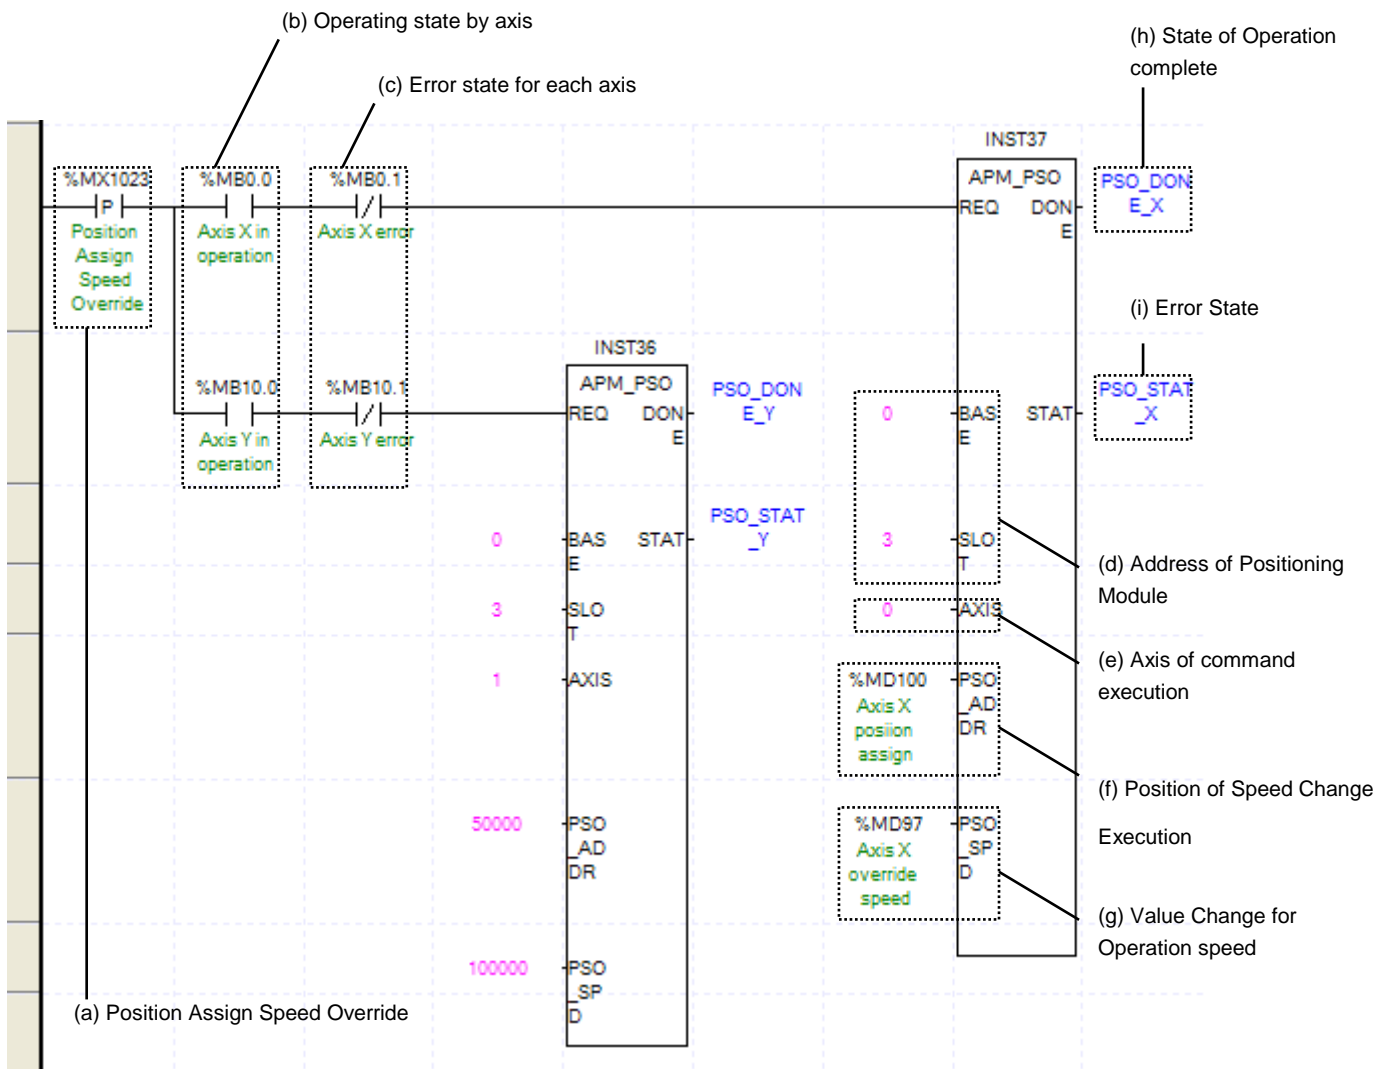 (b) Operating state by axis
(h) State of Operation
complete
(c) Error state for each axis
INST37
%MX1023
%MB0.0
%MB0.1
APM_PSO
PSO_DON
E_X
P
REQ
DON
E
Position
Assign
Speed
Override
Axis X in
operation
Axis X error
(i) Error State
INST36
%MB10.0
%MB10.1
APM_PSO
PSO_DON
E_Y
REQ
DON
E
0
BAS
E
STAT
PSO_STAT
_X
Axis Y in
operation
Axis Y error
PSO_STAT
_Y
0
BAS
E
STAT
3
SLO
T
(d) Address of Positioning
Module
3
SLO
T
0
AXIS
(e) Axis of command
execution
1
AXIS
%MD100
Axis X
posiion
assign
PSO
_AD
DR
(f) Position of Speed Change
Execution
50000
PSO
_AD
DR
%MD97
Axis X
override
speed
PSO
_SP
D
(g) Value Change for
Operation speed
100000
PSO
_SP
D
(a) Position Assign Speed Override